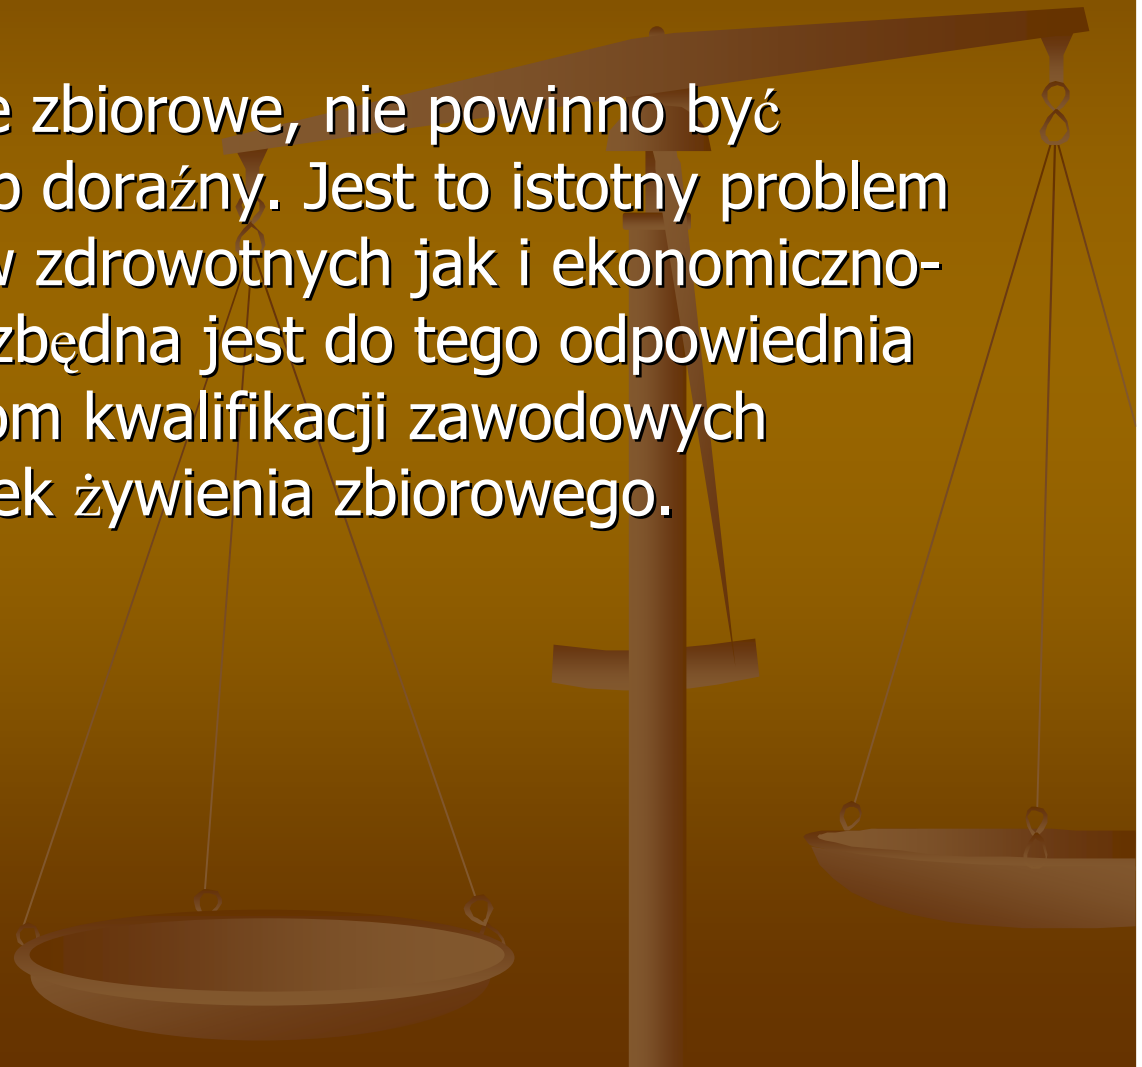 e zbiorowe, nie powinno być
b doraźny. Jest to istotny problem
w zdrowotnych jak i ekonomiczno-
zbędna jest do tego odpowiednia
om kwalifikacji zawodowych
ek żywienia zbiorowego.